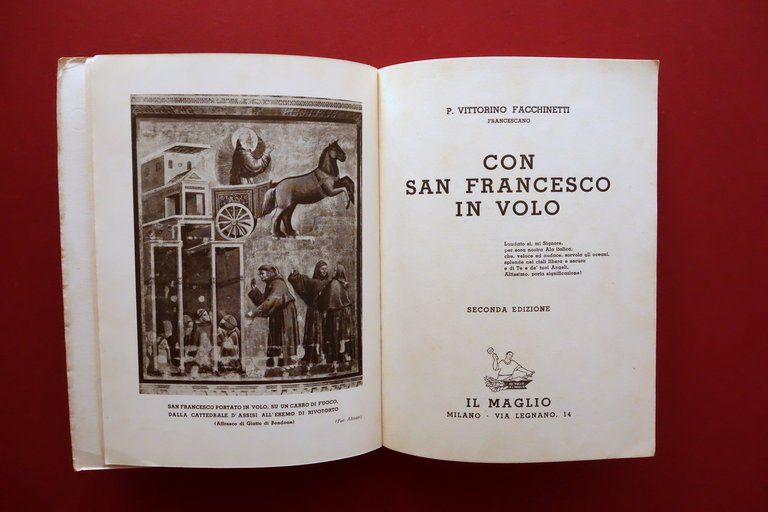 SAN FRANCESCO PORTATO IN VOLO, SU UN CARRO DI FUOCO,
DALLA CATTEDRALE D'ASSISI ALL'EREMO DI RIVOTORTO
(Affresco di Giotto di Bondone)
(Fot. Alinari)
P. VITTORINO FACCHINETTI
FRANCESCANO
CON
SAN FRANCESCO
IN VOLO
Laudato si, mi Signore,
per sora nostra Ala italica,
che, veloce ed audace, sorvola gli oceani,
splende nei cieli libera e secura
e di Te e de' tuoi Angeli,
Altissimo, porta significazione!
SECONDA EDIZIONE
IL MAGLIO
MILANO - VIA LEGNANO, 14